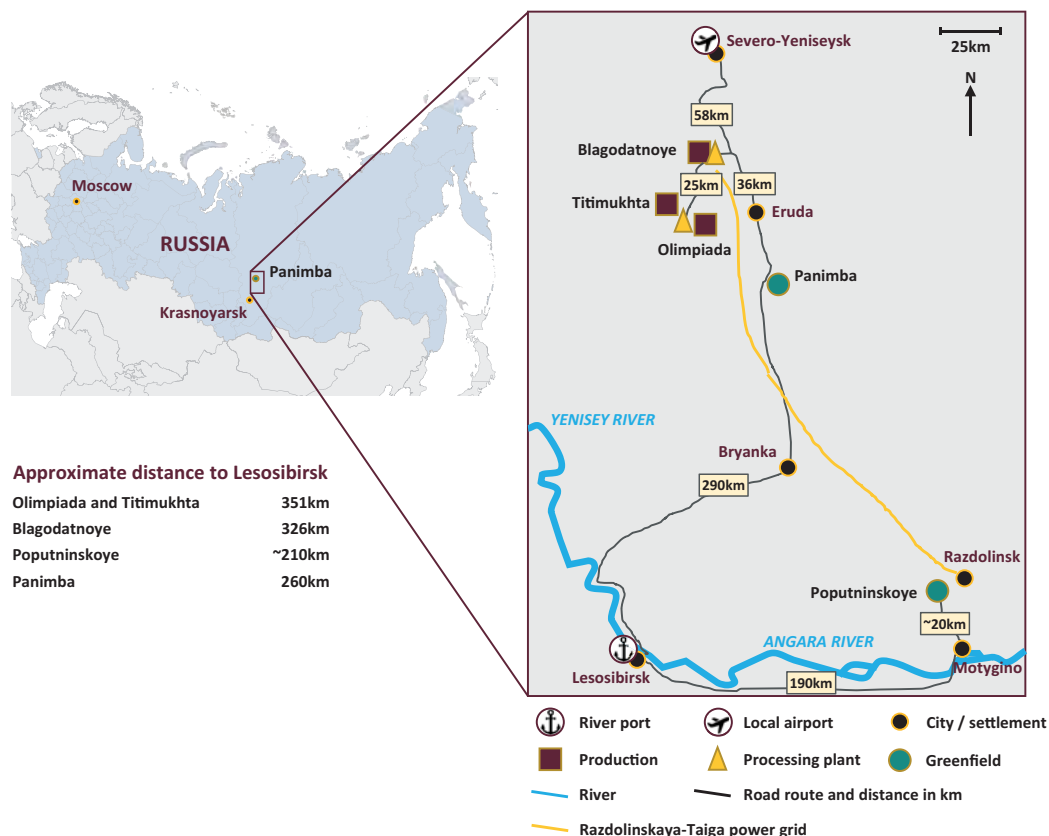 Moscow
RUSSIA
Panimba
Krasnoyarsk
Approximate distance to Lesosibirsk
Olimpiada and Titimukhta 351km
Blagodatnoye 326km
Poputninskoye ~210km
Panimba 260km
Severo-Yeniseysk
25km
N
58km
Blagodatnoye
25km
36km
Titimukhta
Eruda
Olimpiada
Panimba
YENISEY RIVER
Bryanka
290km
Razdolinsk
Poputninskoye
~20km
ANGARA RIVER
Lesosibirsk
Motygino
190km
River port
Local airport
City / settlement
Production
Processing plant
Greenfield
River
Road route and distance in km
Razdolinskaya-Taiga power grid